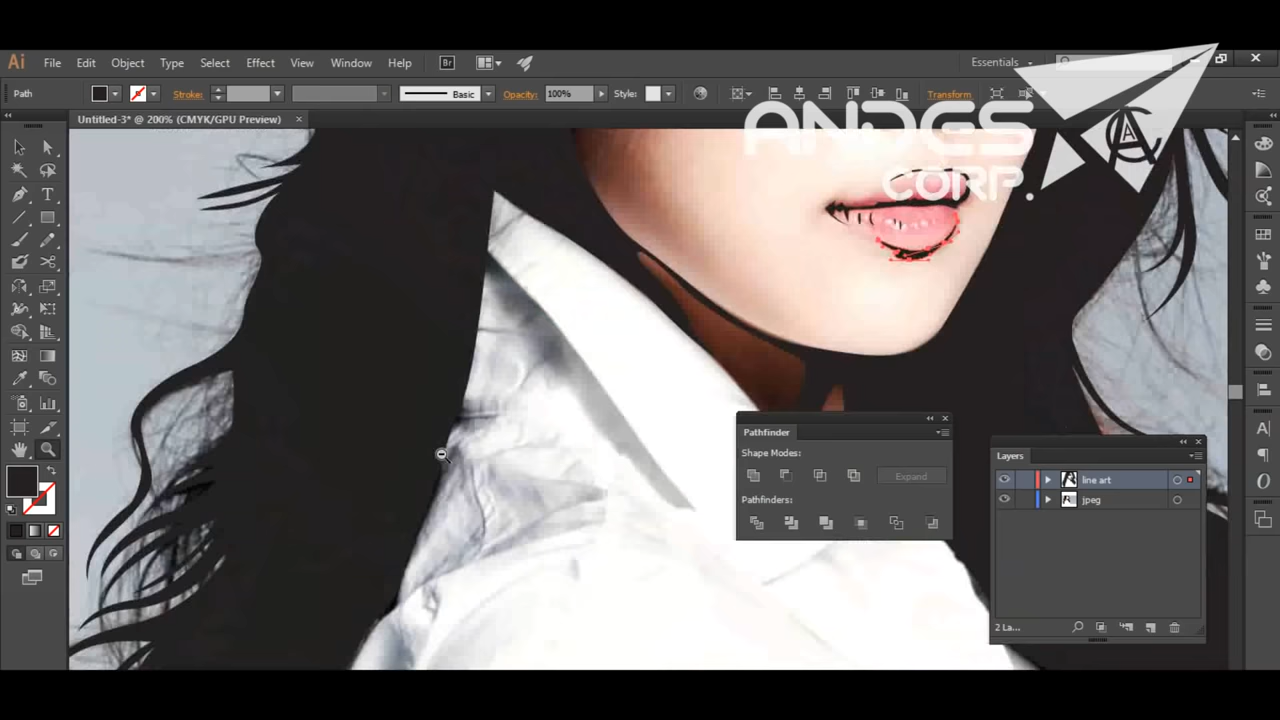 Ai File Edit Object Type Select Effect View Window Help Br Essentials
Path Stroke: Basic Opacity: 100% Style: Transform
Untitled-3* @ 200% (CMYK/GPU Preview)
ANDES
CORP.
Pathfinder
Shape Modes:
Expand
Pathfinders:
Layers
line art
jpeg
2 La...